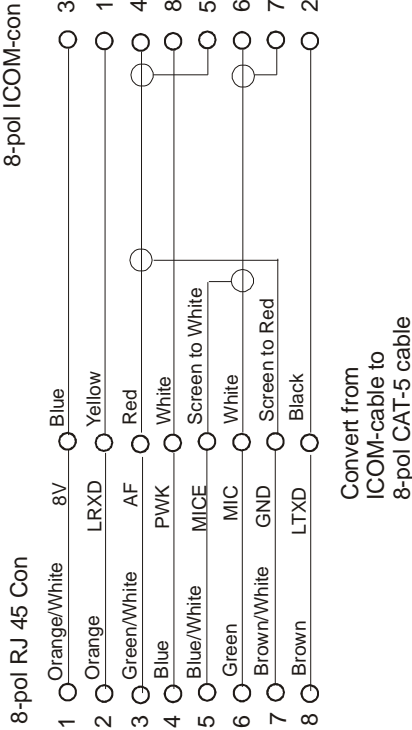 8-pol RJ 45 Con
8-pol ICOM-con
1 Orange/White 8V Blue 3
2 Orange LRXD Yellow 1
3 Green/White AF Red 4
4 Blue PWK White 8
5 Blue/White MICE Screen to White 5
6 Green MIC White 6
7 Brown/White GND Screen to Red 7
8 Brown LTXD Black 2
Convert from
ICOM-cable to
8-pol CAT-5 cable